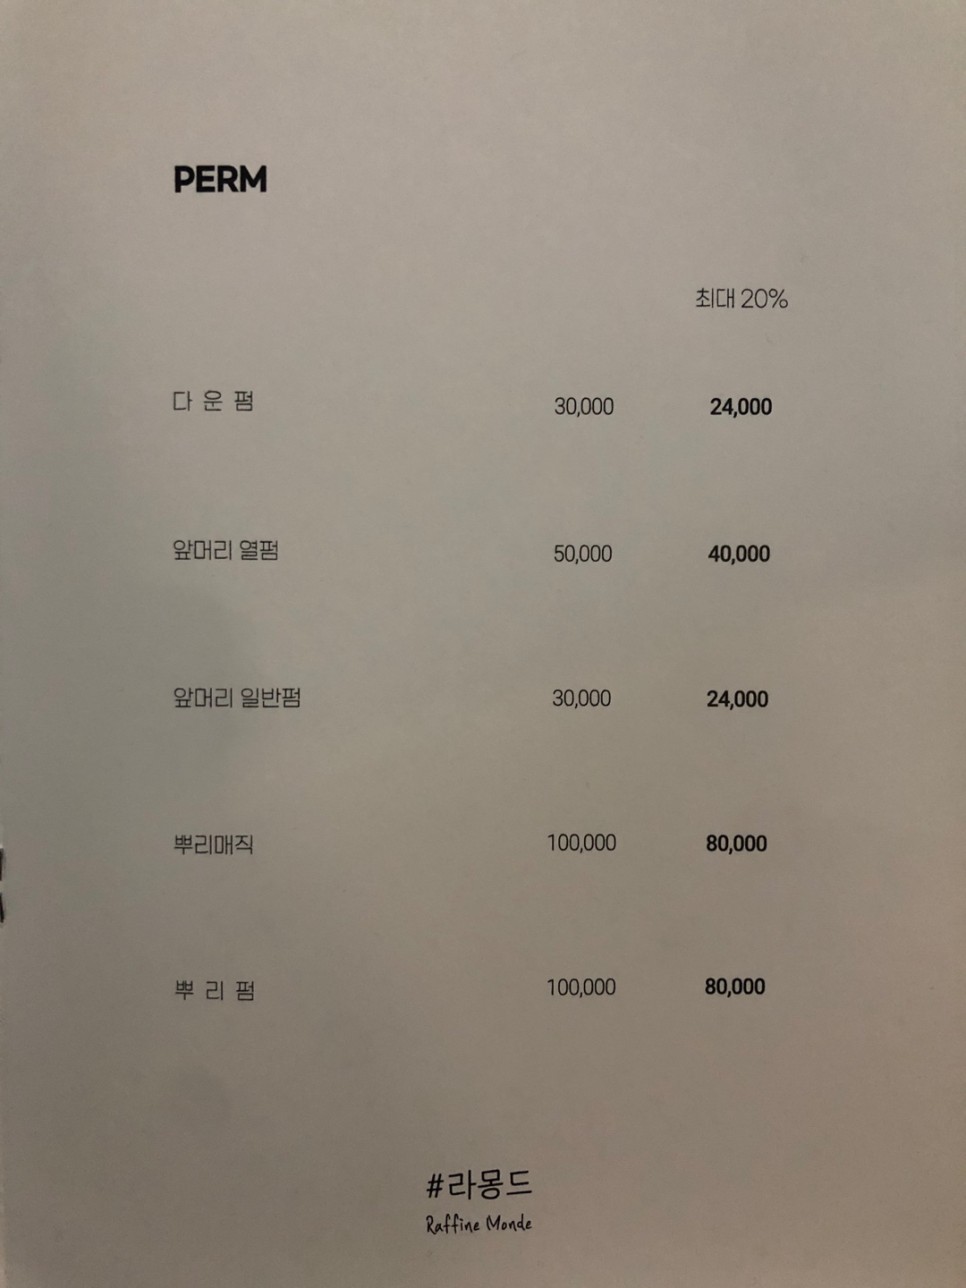 PERM
최대 20%
다 운 펌 30,000 24,000
앞머리 열펌 50,000 40,000
앞머리 일반펌 30,000 24,000
뿌리매직 100,000 80,000
뿌 리 펌 100,000 80,000
#라몽드
Raffine Monde